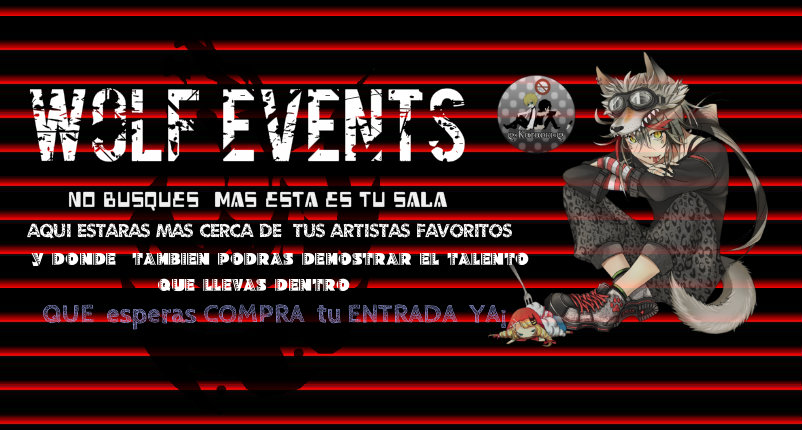 WOLF EVENTS
NO BUSQUES MAS ESTA ES TU SALA
AQUI ESTARAS MAS CERCA DE TUS ARTISTAS FAVORITOS
Y DONDE TAMBIEN PODRAS DEMOSTRAR EL TALENTO
QUE LLEVAS DENTRO
QUE esperas COMPRA tu ENTRADA YA¡